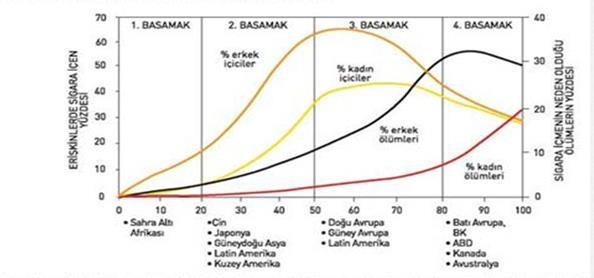 1. BASAMAK 2. BASAMAK 3. BASAMAK 4. BASAMAK
ERİŞKİNLERDE SİGARA İÇEN
YÜZDESİ
70
60
50
40
30
20
10
0
% erkek
içiciler
% kadın
içiciler
% erkek
ölümleri
% kadın
ölümleri
40
30
20
10
0
SİGARA İÇMENİN NEDEN OLDUĞU
ÖLÜMLERİN YÜZDESİ
0 10 20 30 40 50 60 70 80 90 100
• Sahra Altı
Afrikası
• Çin
• Japonya
• Güneydoğu Asya
• Latin Amerika
• Kuzey Amerika
• Doğu Avrupa
• Güney Avrupa
• Latin Amerika
• Batı Avrupa,
BK
• ABD
• Kanada
• Avustralya